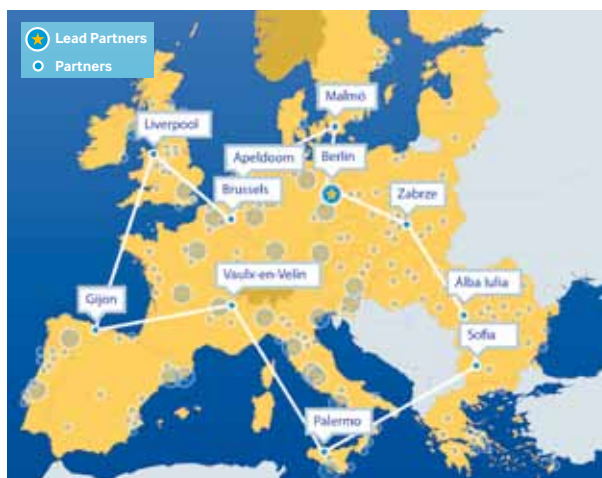 Lead Partners
Partners
Malmö
Liverpool
Apeldoorn
Berlin
Brussels
Zabrze
Vaulx-en-Velin
Alba Iulia
Gijon
Sofia
Palermo